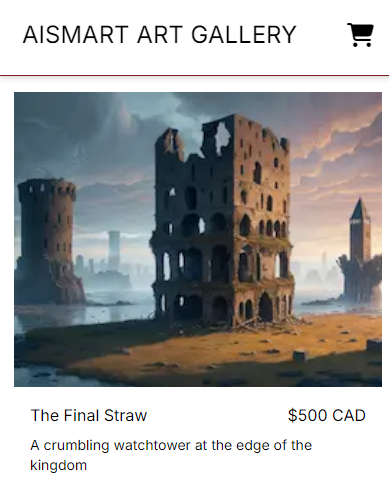 AISMART ART GALLERY
The Final Straw $500 CAD
A crumbling watchtower at the edge of the
kingdom